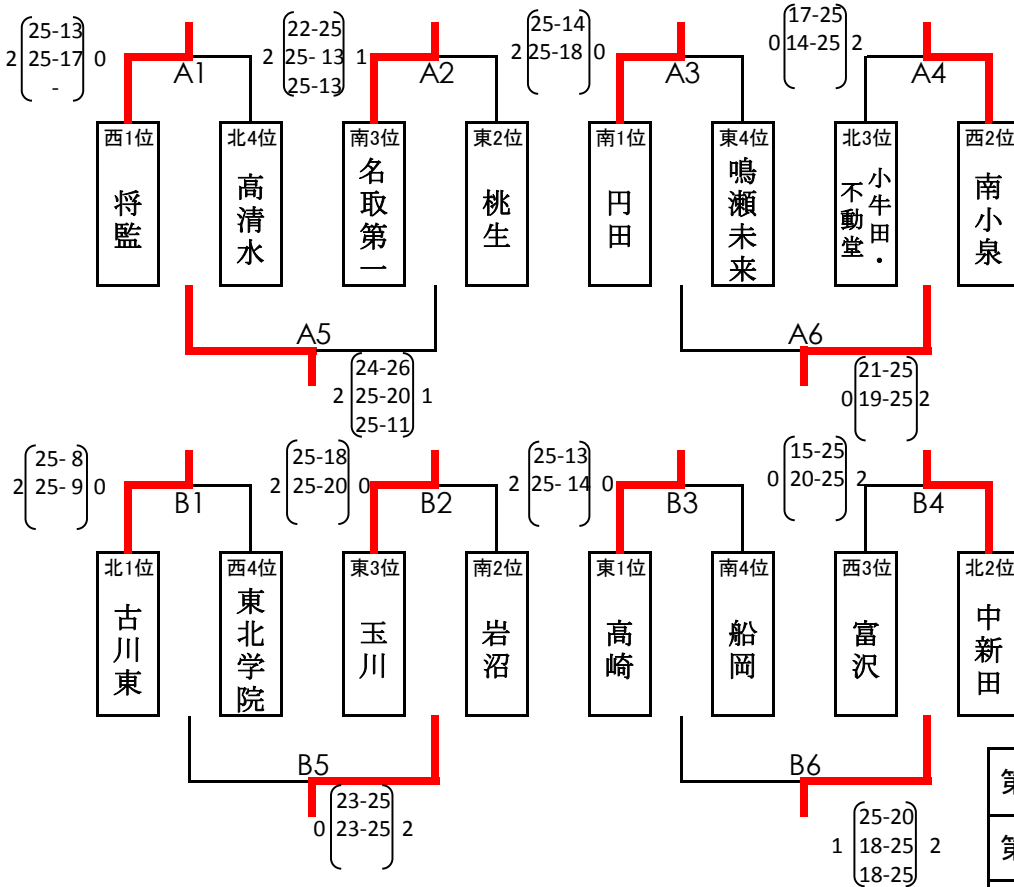 25-13
2 25-17 0
-
A1
22-25
2 25- 13 1
25-13
A2
25-14
2 25-18 0
A3
17-25
0 14-25 2
A4
西1位
将監
北4位
高清水
南3位
名取第一
東2位
桃生
南1位
円田
東4位
鳴瀬未来
北3位
小牛田・
不動堂
西2位
南小泉
A5
24-26
2 25-20 1
25-11
A6
21-25
0 19-25 2
25- 8
2 25- 9 0
B1
25-18
2 25-20 0
B2
25-13
2 25- 14 0
B3
15-25
0 20-25 2
B4
北1位
古川東
西4位
東北学院
東3位
玉川
南2位
岩沼
東1位
高崎
南4位
船岡
西3位
富沢
北2位
中新田
B5
23-25
0 23-25 2
B6
25-20
1 18-25 2
18-25
第
第